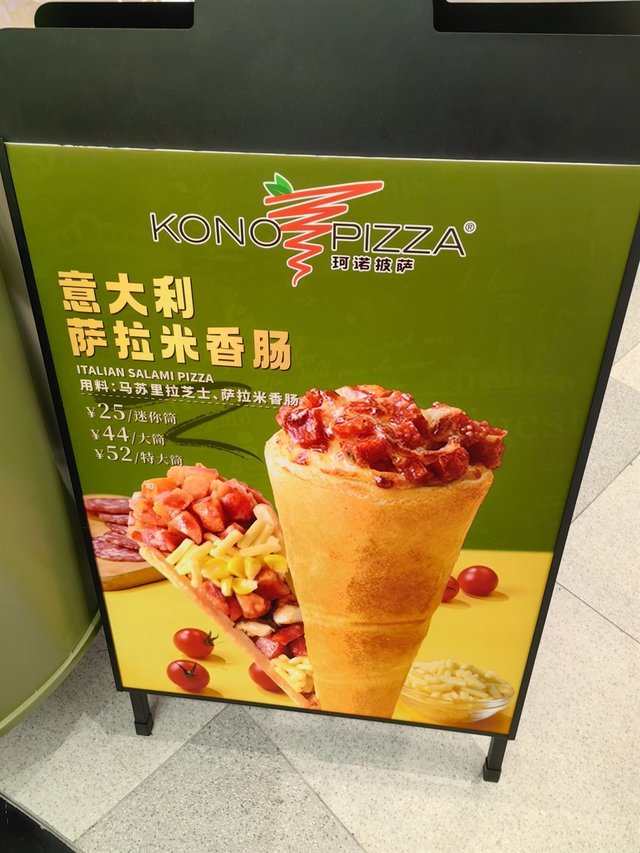 KONO PIZZA®
珂诺披萨
意大利
萨拉米香肠
ITALIAN SALAMI PIZZA
用料:马苏里拉芝士、萨拉米香肠
¥25/迷你筒
¥44/大筒
¥52/特大筒